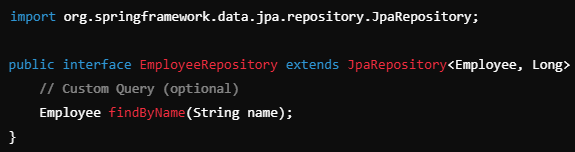 import org.springframework.data.jpa.repository.JpaRepository;
public interface EmployeeRepository extends JpaRepository<Employee, Long>
// Custom Query (optional)
Employee findByName(String name);
}